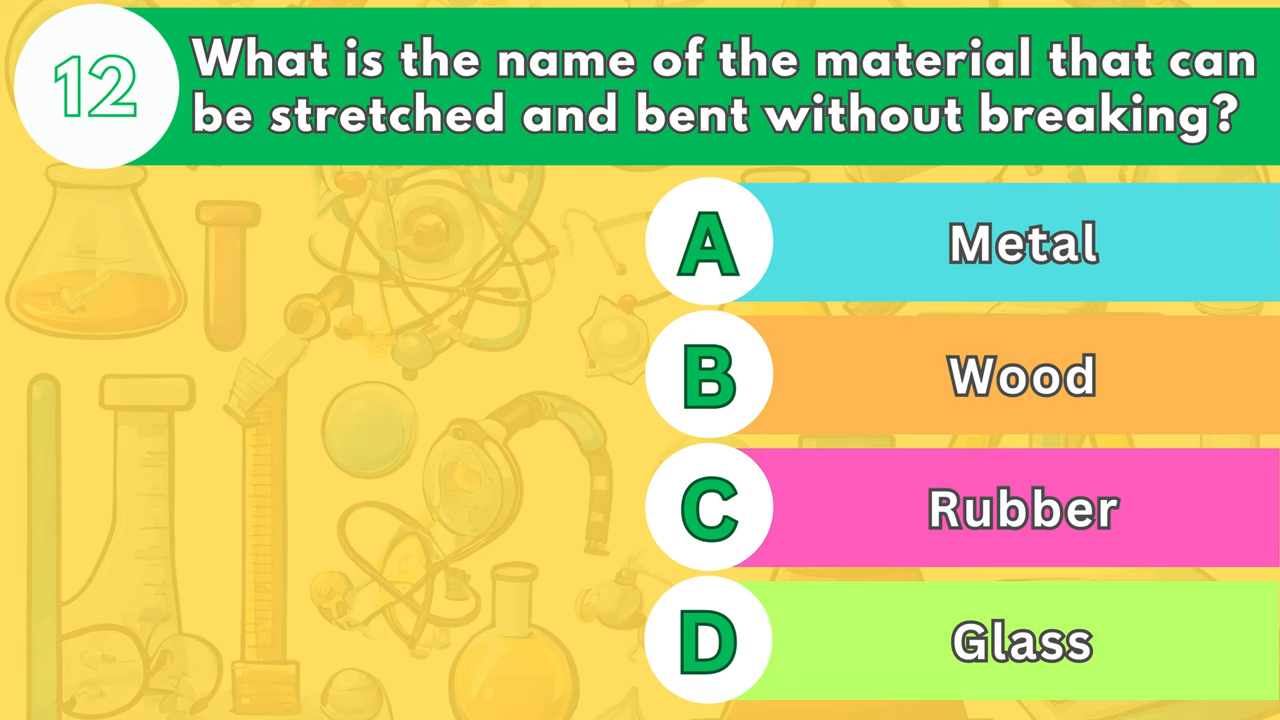 12
What is the name of the material that can
be stretched and bent without breaking?
A
Metal
B
Wood
C
Rubber
D
Glass